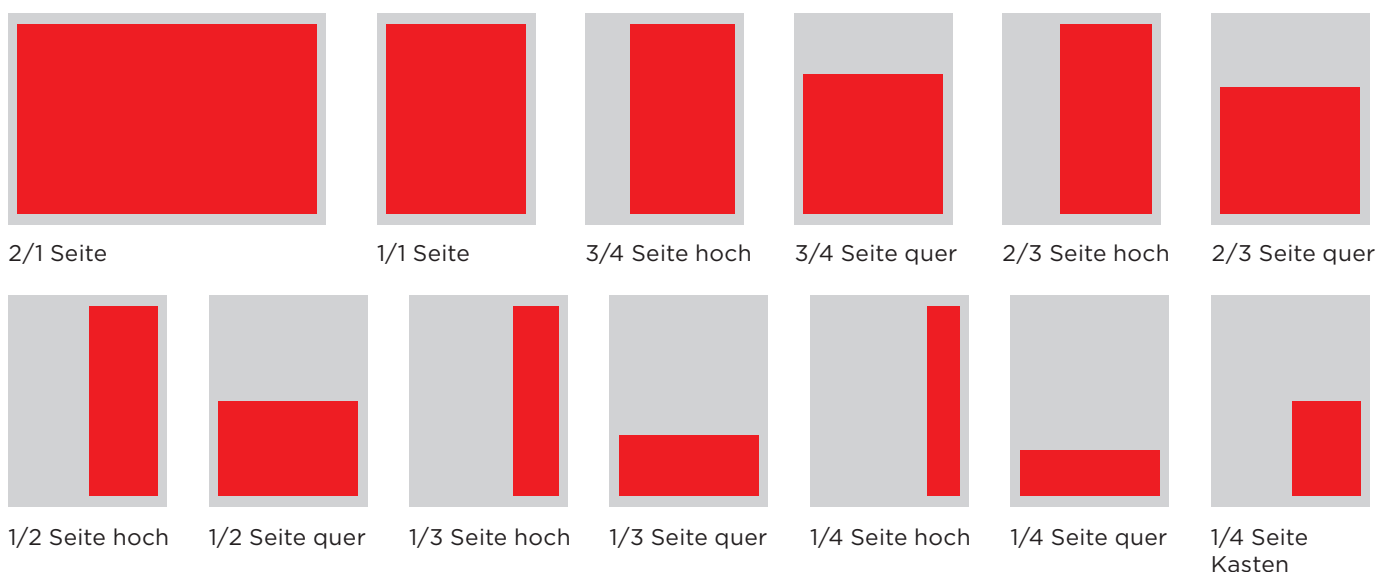 2/1 Seite
1/1 Seite
3/4 Seite hoch
3/4 Seite quer
2/3 Seite hoch
2/3 Seite quer
1/2 Seite hoch
1/2 Seite quer
1/3 Seite hoch
1/3 Seite quer
1/4 Seite hoch
1/4 Seite quer
1/4 Seite
Kasten